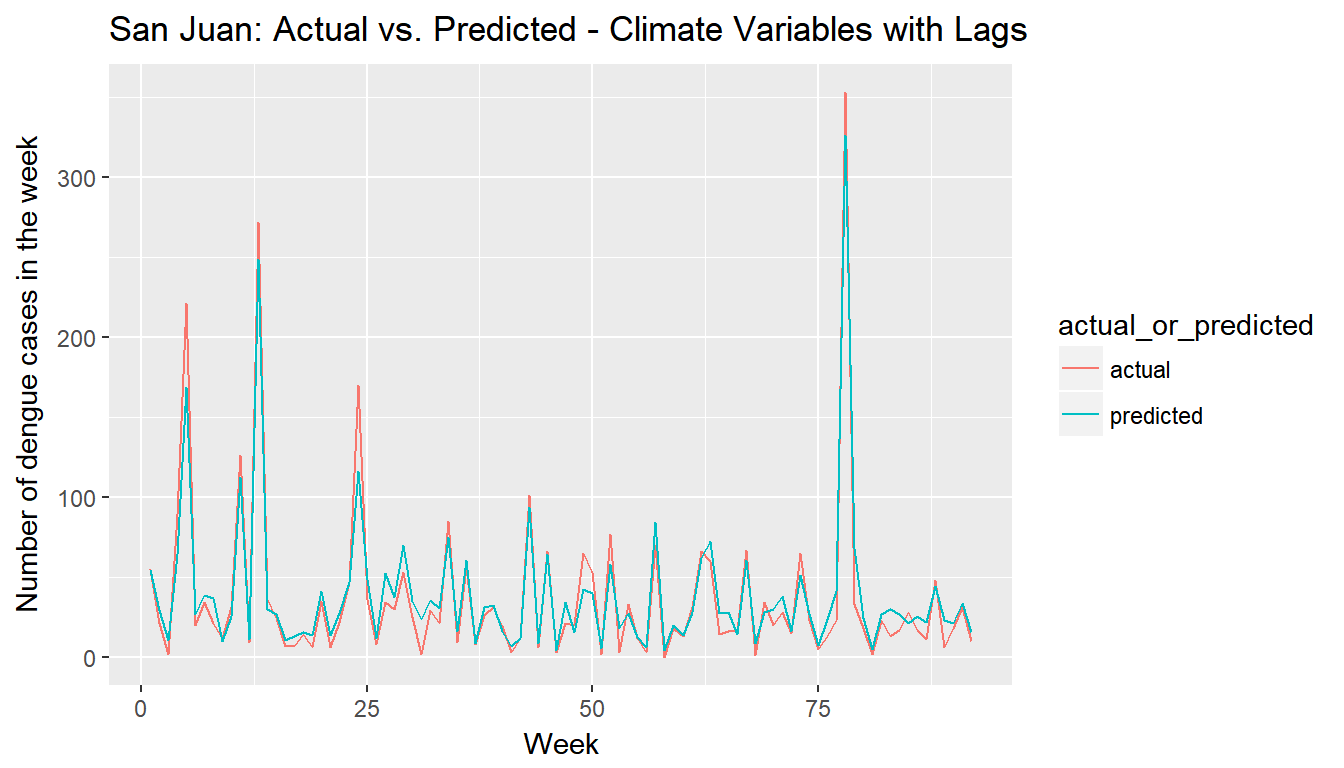 San Juan: Actual vs. Predicted - Climate Variables with Lags
Number of dengue cases in the week
300
200
100
0
0 25 50 75
Week
actual_or_predicted
actual
predicted